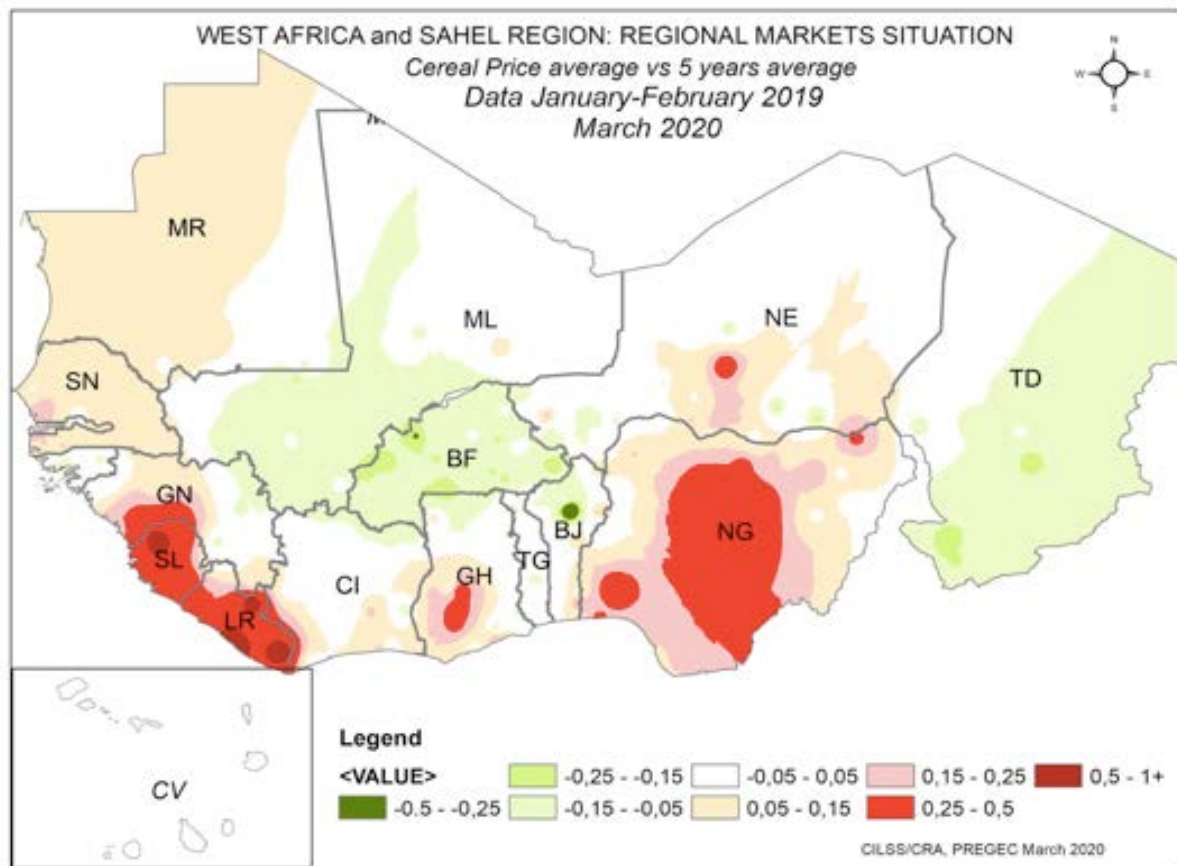 WEST AFRICA and SAHEL REGION: REGIONAL MARKETS SITUATION
Cereal Price average vs 5 years average
Data January-February 2019
March 2020
N
W E
S
MR
ML
NE
TD
SN
BF
GN
BJ
NG
SL
CI
GH
TG
LR
CV
Legend
<VALUE> -0,25 - -0,15 -0,05 - 0,05 0,15 - 0,25 0,5 - 1+
-0.5 - -0,25 -0,15 - -0,05 0,05 - 0,15 0,25 - 0,5
CILSS/CRA, PREGEC March 2020